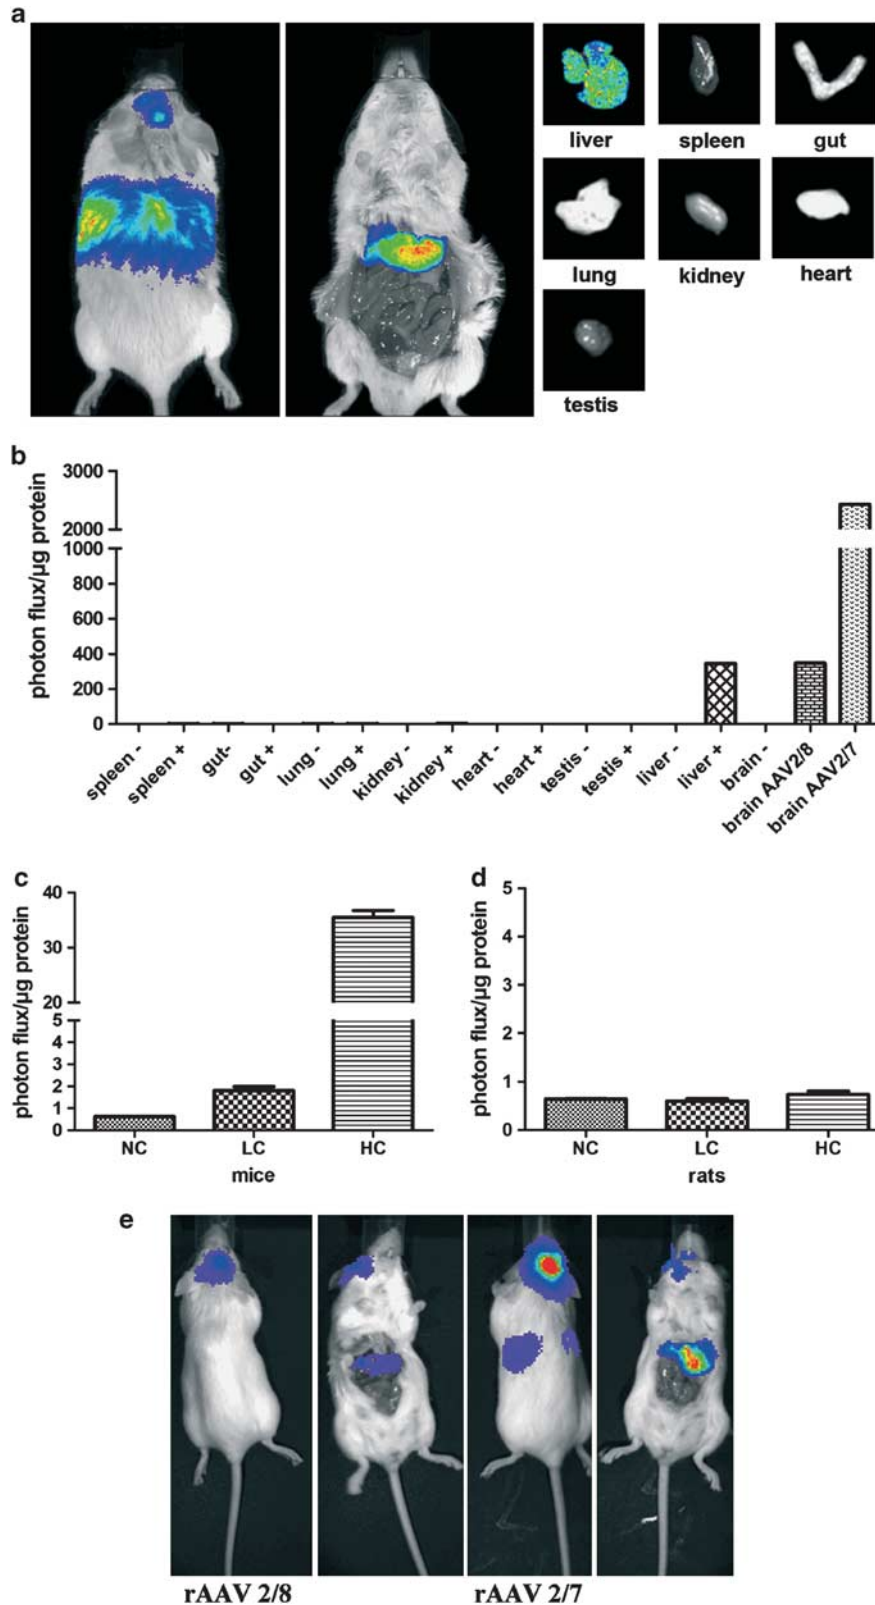 a
liver spleen gut
lung kidney heart
testis
b
photon flux/µg protein
3000
2000
1000
800
600
400
200
0
spleen - spleen + gut- gut + lung - lung + kidney - kidney + heart - heart + testis - testis + liver - liver + brain - brain AAV2/8 brain AAV2/7
c
photon flux/µg protein
40
30
20
5
4
3
2
1
0
NC LC HC
mice
d
photon flux/µg protein
5
4
3
2
1
0
NC LC HC
rats
e
rAAV 2/8 rAAV 2/7